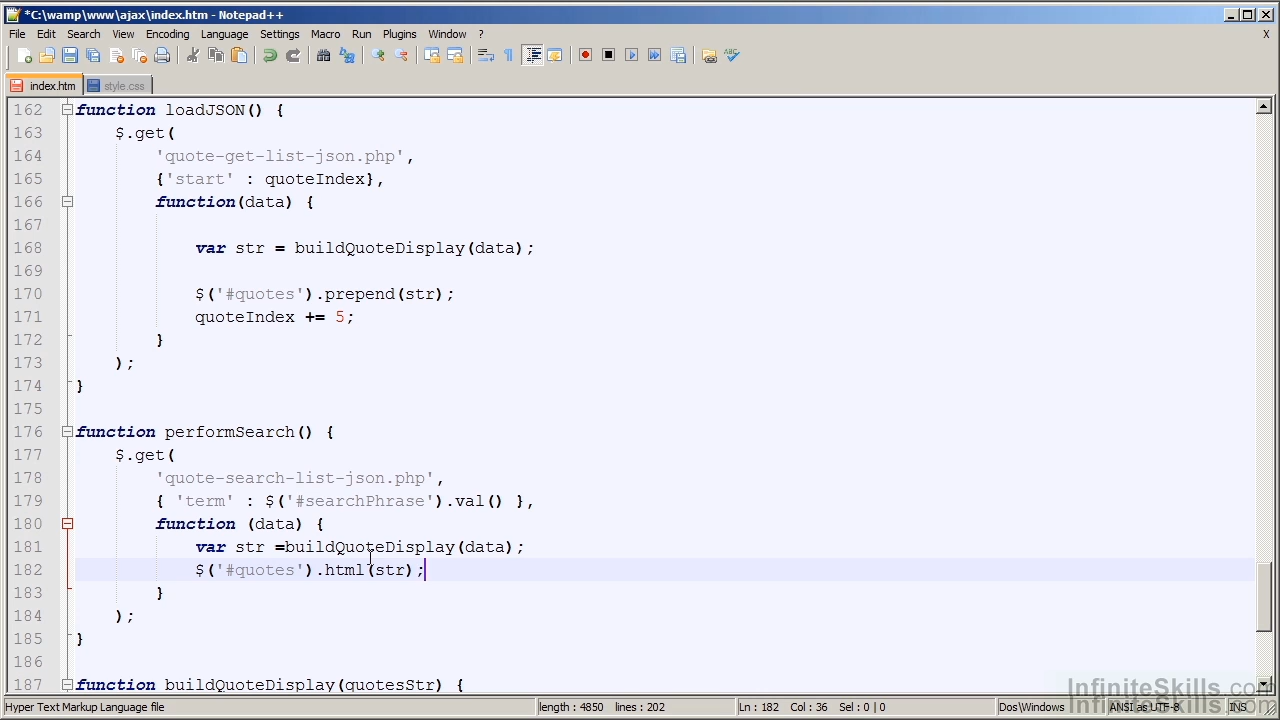 *C:\wamp\www\ajax\index.htm - Notepad++
File Edit Search View Encoding Language Settings Macro Run Plugins Window ? X
index.htm style.css
162 function loadJSON() {
163 $.get(
164 'quote-get-list-json.php',
165 {'start' : quoteIndex},
166 function(data) {
167
168 var str = buildQuoteDisplay(data);
169
170 $('#quotes').prepend(str);
171 quoteIndex += 5;
172 }
173 );
174 }
175
176 function performSearch() {
177 $.get(
178 'quote-search-list-json.php',
179 { 'term' : $('#searchPhrase').val() },
180 function (data) {
181 var str =buildQuoteDisplay(data);
182 $('#quotes').html(str);
183 }
184 );
185 }
186
187 function buildQuoteDisplay(quotesStr) {
InfiniteSkills.com
Hyper Text Markup Language file length : 4850 lines : 202 Ln : 182 Col : 36 Sel : 0 | 0 Dos\Windows ANSI as UTF-8 INS
InfiniteSkills.com